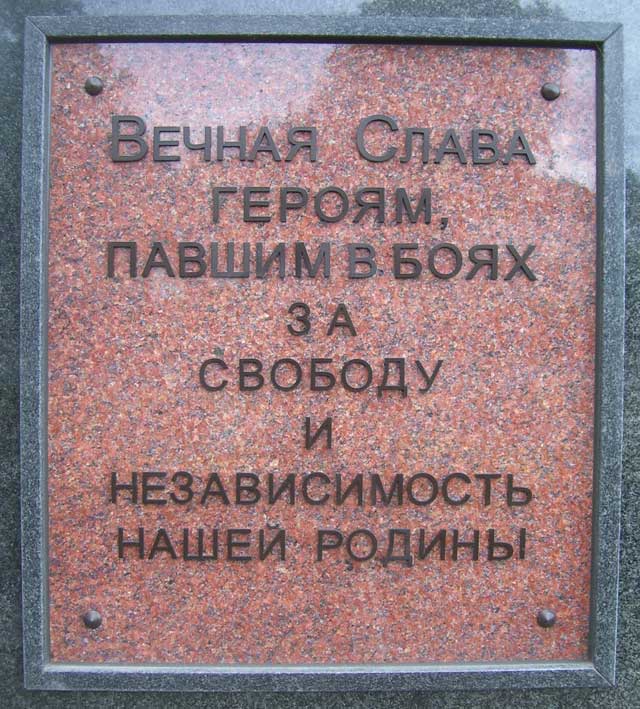 Вечная Слава
ГЕРОЯМ,
ПАВШИМ В БОЯХ
ЗА
СВОБОДУ
И
НЕЗАВИСИМОСТЬ
НАШЕЙ РОДИНЫ